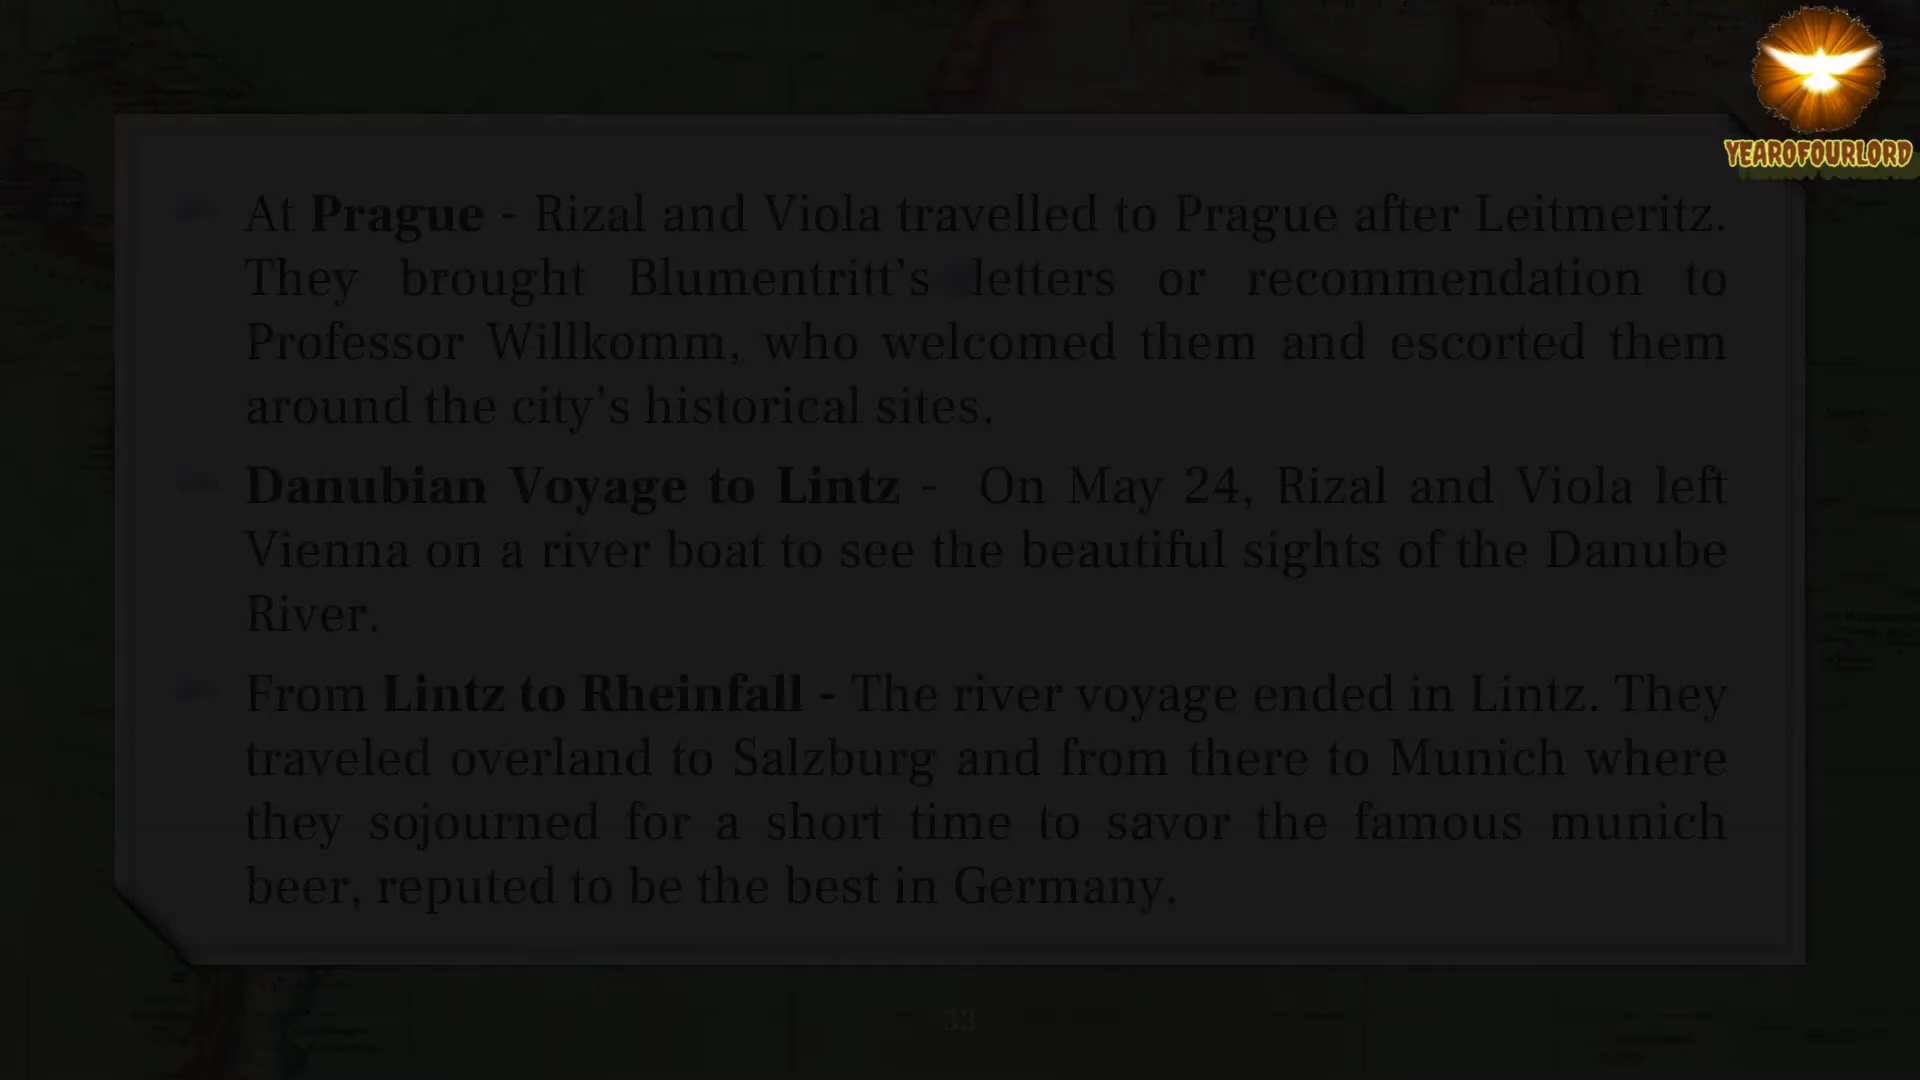 YEAROFOURLORD
At Prague - Rizal and Viola travelled to Prague after Leitmeritz.
They brought Blumentritt’s letters or recommendation to
Professor Willkomm, who welcomed them and escorted them
around the city’s historical sites.
Danubian Voyage to Lintz - On May 24, Rizal and Viola left
Vienna on a river boat to see the beautiful sights of the Danube
River.
From Lintz to Rheinfall - The river voyage ended in Lintz. They
traveled overland to Salzburg and from there to Munich where
they sojourned for a short time to savor the famous munich
beer, reputed to be the best in Germany.
33